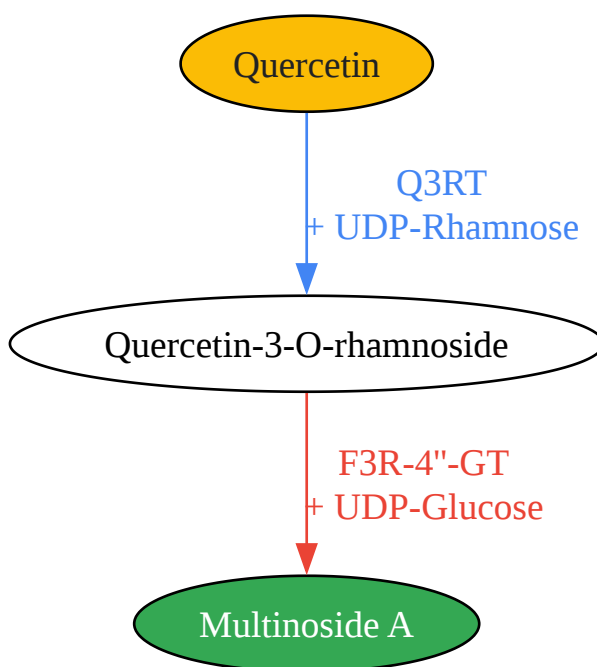 Quercetin
Q3RT
+ UDP-Rhamnose
Quercetin-3-O-rhamnoside
F3R-4"-GT
+ UDP-Glucose
Multinoside A